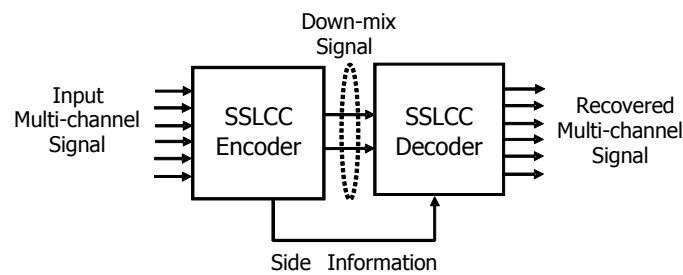 Down-mix
Signal
Input
Multi-channel
Signal
SSLCC
Encoder
SSLCC
Decoder
Recovered
Multi-channel
Signal
Side Information